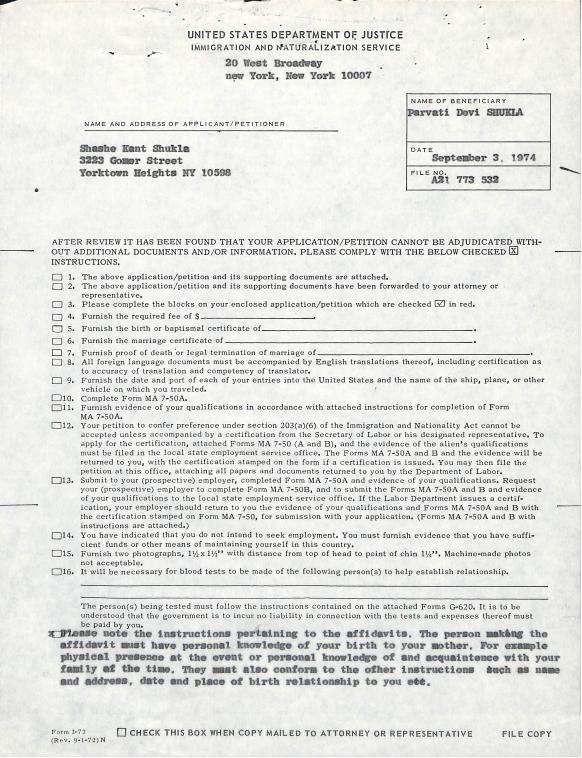 UNITED STATES DEPARTMENT OF JUSTICE
IMMIGRATION AND NATURALIZATION SERVICE
20 West Broadway
new York, New York 10007
NAME OF BENEFICIARY
Parvati Devi SHUKLA
NAME AND ADDRESS OF APPLICANT/PETITIONER
DATE
September 3, 1974
FILE NO.
A21 773 532
Shashe Kant Shukla
3223 Gomer Street
Yorktown Heights NY 10598
AFTER REVIEW IT HAS BEEN FOUND THAT YOUR APPLICATION/PETITION CANNOT BE ADJUDICATED WITH-
OUT ADDITIONAL DOCUMENTS AND/OR INFORMATION. PLEASE COMPLY WITH THE BELOW CHECKED X
INSTRUCTIONS.
1. The above application/petition and its supporting documents are attached.
2. The above application/petition and its supporting documents have been forwarded to your attorney or
representative.
3. Please complete the blocks on your enclosed application/petition which are checked ✓ in red.
4. Furnish the required fee of $ .
5. Furnish the birth or baptismal certificate of .
6. Furnish the marriage certificate of .
7. Furnish proof of death or legal termination of marriage of .
8. All foreign language documents must be accompanied by English translations thereof, including certification as
to accuracy of translation and competency of translator.
9. Furnish the date and port of each of your entries into the United States and the name of the ship, plane, or other
vehicle on which you traveled.
10. Complete Form MA 7-50A.
11. Furnish evidence of your qualifications in accordance with attached instructions for completion of Form
MA 7-50A.
12. Your petition to confer preference under section 203(a)(6) of the Immigration and Nationality Act cannot be
accepted unless accompanied by a certification from the Secretary of Labor or his designated representative. To
apply for the certification, attached Forms MA 7-50 (A and B), and the evidence of the alien's qualifications
must be filed in the local state employment service office. The Forms MA 7-50A and B and the evidence will be
returned to you, with the certification stamped on the form if a certification is issued. You may then file the
petition at this office, attaching all papers and documents returned to you by the Department of Labor.
13. Submit to your (prospective) employer, completed Form MA 7-50A and evidence of your qualifications. Request
your (prospective) employer to complete Form MA 7-50B, and to submit the Forms MA 7-50A and B and evidence
of your qualifications to the local state employment service office. If the Department Labor issues a certif-
ication, your employer should return to you the evidence of your qualifications and Forms MA 7-50A and B with
the certification stamped on Form MA 7-50, for submission with your application. (Forms MA 7-50A and B with
instructions are attached.)
14. You have indicated that you do not intend to seek employment. You must furnish evidence that you have suffi-
cient funds or other means of maintaining yourself in this country.
15. Furnish two photographs, 1½ x 1½" with distance from top of head to point of chin 1¼". Machine-made photos
not acceptable.
16. It will be necessary for blood tests to be made of the following person(s) to help establish relationship.
The person(s) being tested must follow the instructions contained on the attached Forms G-620. It is to be
understood that the government is to incur no liability in connection with the tests and expenses thereof must
be paid by you.
x Please note the instructions pertaining to the affidavits. The person making the
affidavit must have personal knowledge of your birth to your mother. For example
physical presence at the event or personal knowledge of and acquaintence with your
family at the time. They must also conform to the other instructions such as name
and address, date and place of birth relationship to you etc.
Form I-72
(Rev. 9-1-72) N
CHECK THIS BOX WHEN COPY MAILED TO ATTORNEY OR REPRESENTATIVE
FILE COPY